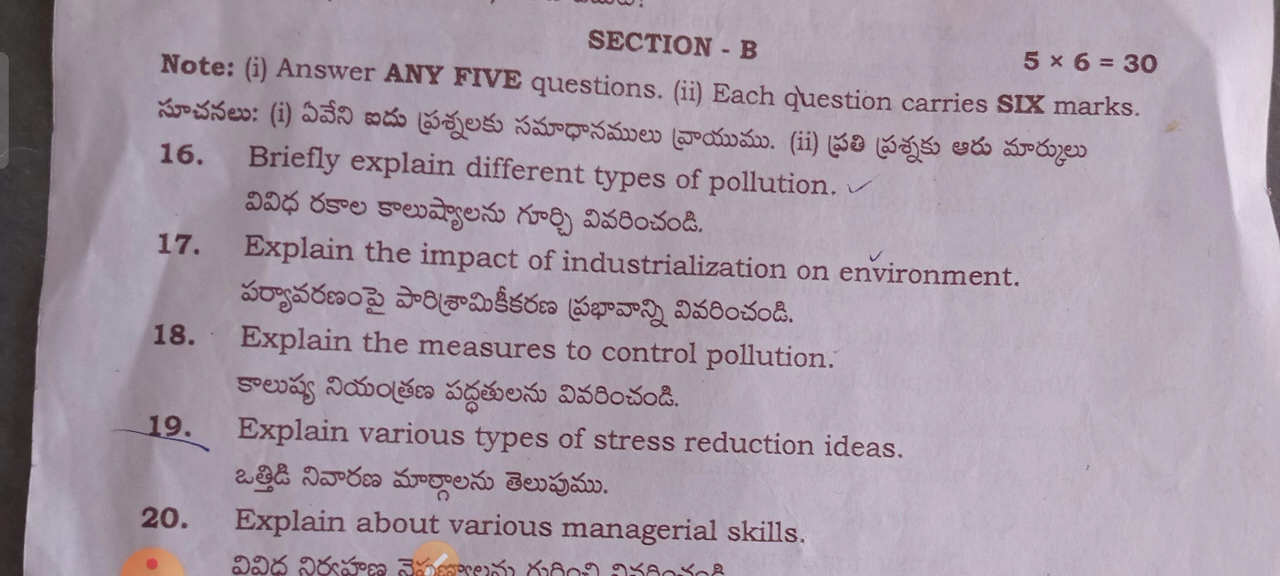 SECTION - B
5 × 6 = 30
Note: (i) Answer ANY FIVE questions. (ii) Each question carries SIX marks.
సూచనలు: (i) ఏవేని ఐదు ప్రశ్నలకు సమాధానములు వ్రాయుము. (ii) ప్రతి ప్రశ్నకు ఆరు మార్కులు
16. Briefly explain different types of pollution.
వివిధ రకాల కాలుష్యాలను గూర్చి వివరించండి.
17. Explain the impact of industrialization on environment.
పర్యావరణంపై పారిశ్రామికీకరణ ప్రభావాన్ని వివరించండి.
18. Explain the measures to control pollution.
కాలుష్య నియంత్రణ పద్ధతులను వివరించండి.
19. Explain various types of stress reduction ideas.
ఒత్తిడి నివారణ మార్గాలను తెలుపుము.
20. Explain about various managerial skills.
వివిధ నిర్వహణ నైపుణ్యాలను గురించి వివరించండి